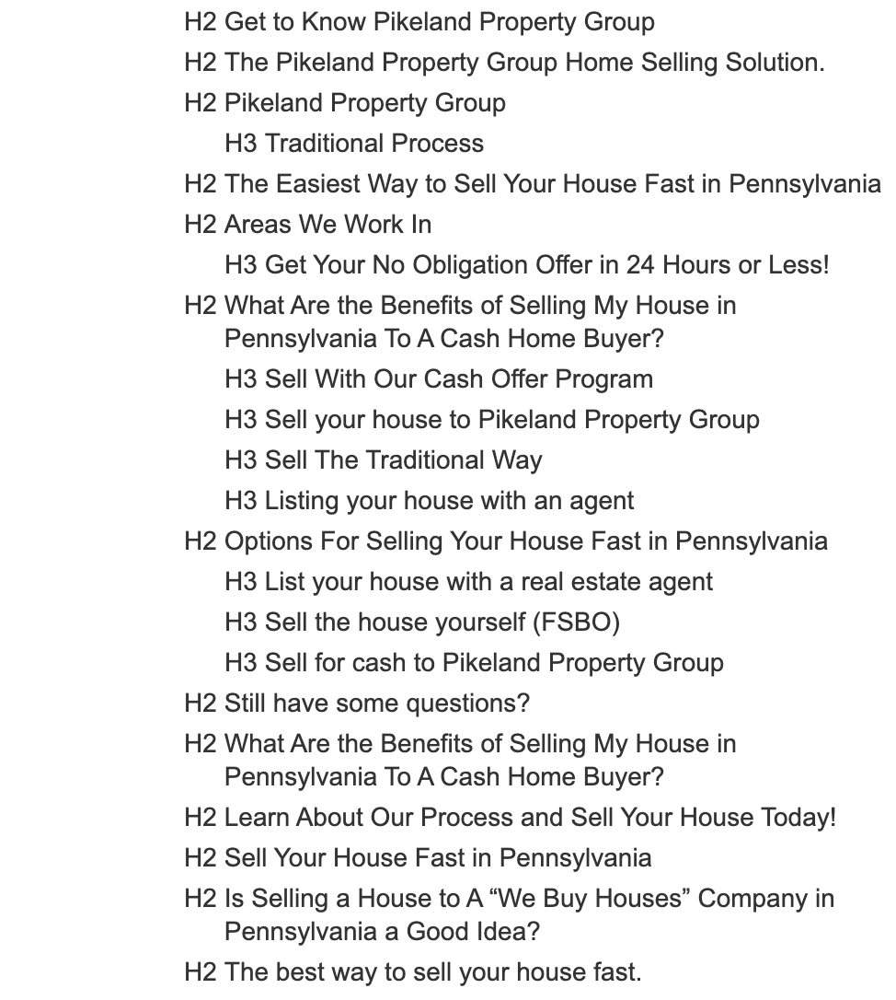 H2 Get to Know Pikeland Property Group
H2 The Pikeland Property Group Home Selling Solution.
H2 Pikeland Property Group
H3 Traditional Process
H2 The Easiest Way to Sell Your House Fast in Pennsylvania
H2 Areas We Work In
H3 Get Your No Obligation Offer in 24 Hours or Less!
H2 What Are the Benefits of Selling My House in
Pennsylvania To A Cash Home Buyer?
H3 Sell With Our Cash Offer Program
H3 Sell your house to Pikeland Property Group
H3 Sell The Traditional Way
H3 Listing your house with an agent
H2 Options For Selling Your House Fast in Pennsylvania
H3 List your house with a real estate agent
H3 Sell the house yourself (FSBO)
H3 Sell for cash to Pikeland Property Group
H2 Still have some questions?
H2 What Are the Benefits of Selling My House in
Pennsylvania To A Cash Home Buyer?
H2 Learn About Our Process and Sell Your House Today!
H2 Sell Your House Fast in Pennsylvania
H2 Is Selling a House to A “We Buy Houses” Company in
Pennsylvania a Good Idea?
H2 The best way to sell your house fast.